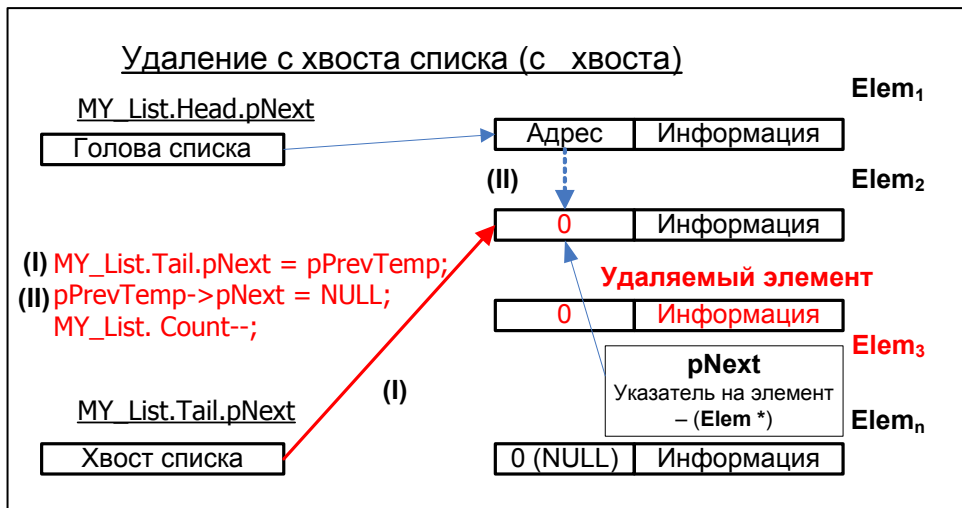 Удаление с хвоста списка (с хвоста)
Elem₁
MY_List.Head.pNext
Голова списка
Адрес Информация
(II)
Elem₂
0 Информация
(I) MY_List.Tail.pNext = pPrevTemp;
(II) pPrevTemp->pNext = NULL;
MY_List. Count--;
Удаляемый элемент
0 Информация
Elem₃
pNext
Указатель на элемент
– (Elem *)
(I)
MY_List.Tail.pNext
Elemₙ
Хвост списка
0 (NULL) Информация